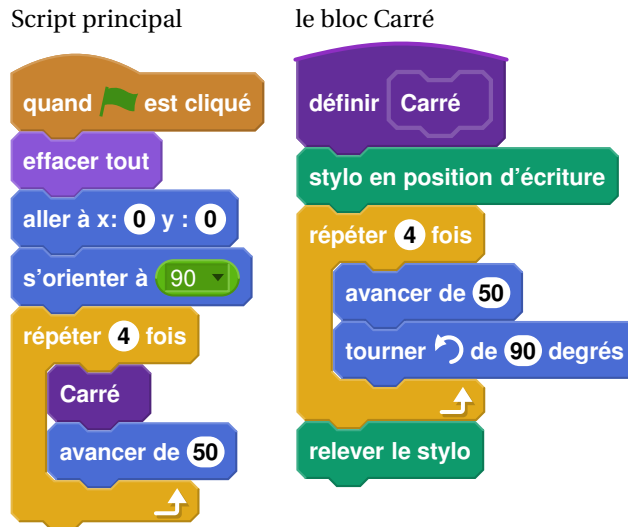 Script principal
quand est cliqué
effacer tout
aller à x: 0 y : 0
s'orienter à 90
répéter 4 fois
Carré
avancer de 50
le bloc Carré
définir Carré
stylo en position d'écriture
répéter 4 fois
avancer de 50
tourner de 90 degrés
relever le stylo